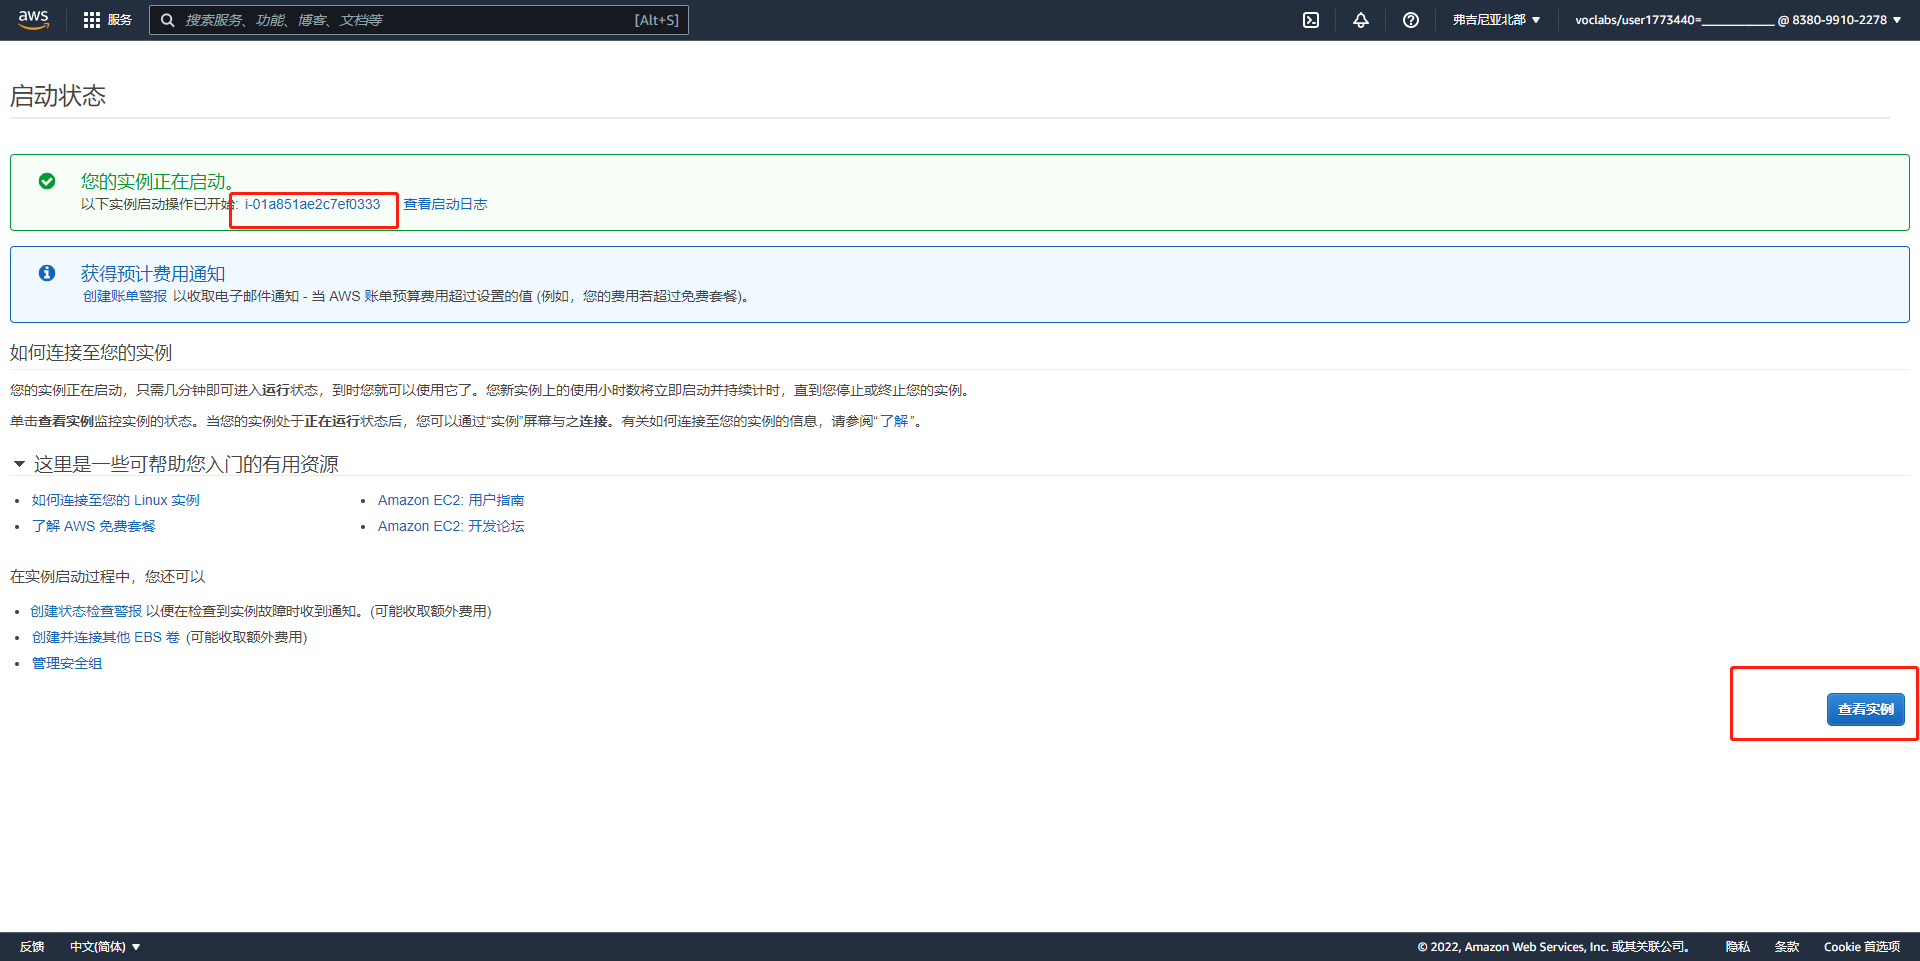 aws 服务 搜索服务、功能、博客、文档等 [Alt+S] 弗吉尼亚北部 ▼ voclabs/user1773440=____________ @ 8380-9910-2278 ▼
启动状态
您的实例正在启动。
以下实例启动操作已开始: i-01a851ae2c7ef0333 查看启动日志
获得预计费用通知
创建账单警报 以收取电子邮件通知 - 当 AWS 账单预算费用超过设置的值 (例如，您的费用若超过免费套餐)。
如何连接至您的实例
您的实例正在启动，只需几分钟即可进入运行状态，到时您就可以使用它了。您新实例上的使用小时数将立即启动并持续计时，直到您停止或终止您的实例。
单击查看实例监控实例的状态。当您的实例处于正在运行状态后，您可以通过“实例”屏幕与之连接。有关如何连接至您的实例的信息，请参阅“了解”。
▼ 这里是一些可帮助您入门的有用资源
• 如何连接至您的 Linux 实例 • Amazon EC2: 用户指南
• 了解 AWS 免费套餐 • Amazon EC2: 开发论坛
在实例启动过程中，您还可以
• 创建状态检查警报 以便在检查到实例故障时收到通知。(可能收取额外费用)
• 创建并连接其他 EBS 卷 (可能收取额外费用)
• 管理安全组
查看实例
反馈 中文(简体) ▼ © 2022, Amazon Web Services, Inc. 或其关联公司。 隐私 条款 Cookie 首选项